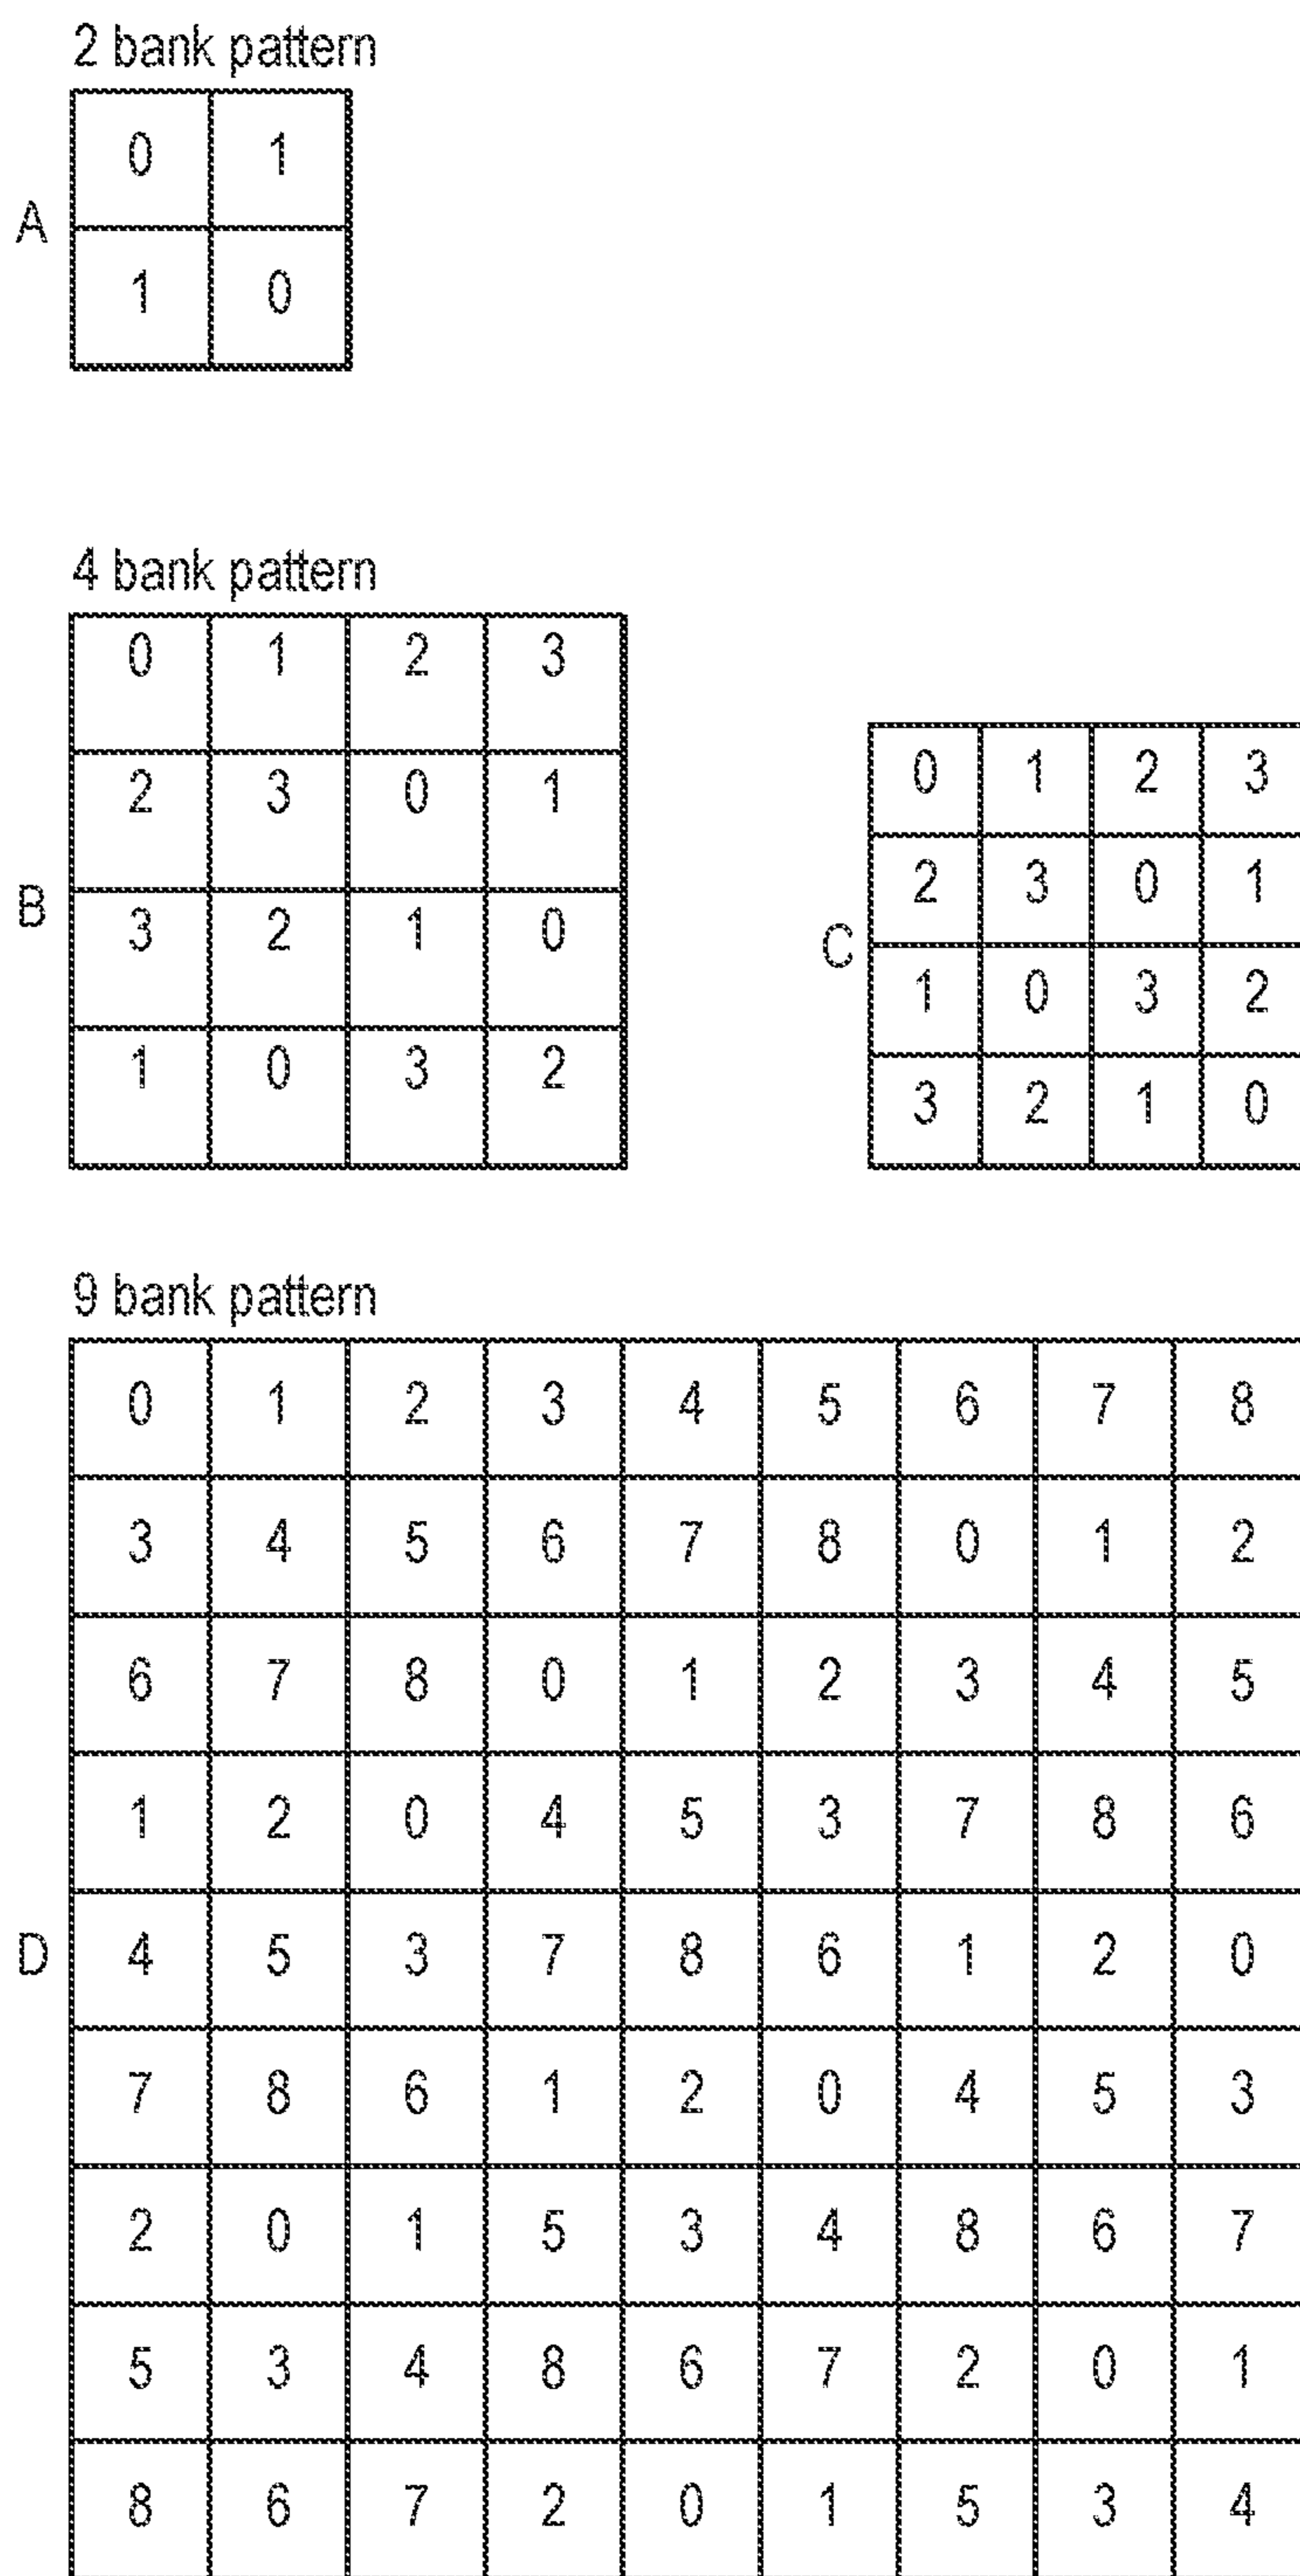 2 bank pattern
0 1
A
1 0
4 bank pattern
0 1 2 3
2 3 0 1
B
3 2 1 0
1 0 3 2
0 1 2 3
2 3 0 1
C
1 0 3 2
3 2 1 0
9 bank pattern
0 1 2 3 4 5 6 7 8
3 4 5 6 7 8 0 1 2
6 7 8 0 1 2 3 4 5
1 2 0 4 5 3 7 8 6
D
4 5 3 7 8 6 1 2 0
7 8 6 1 2 0 4 5 3
2 0 1 5 3 4 8 6 7
5 3 4 8 6 7 2 0 1
8 6 7 2 0 1 5 3 4